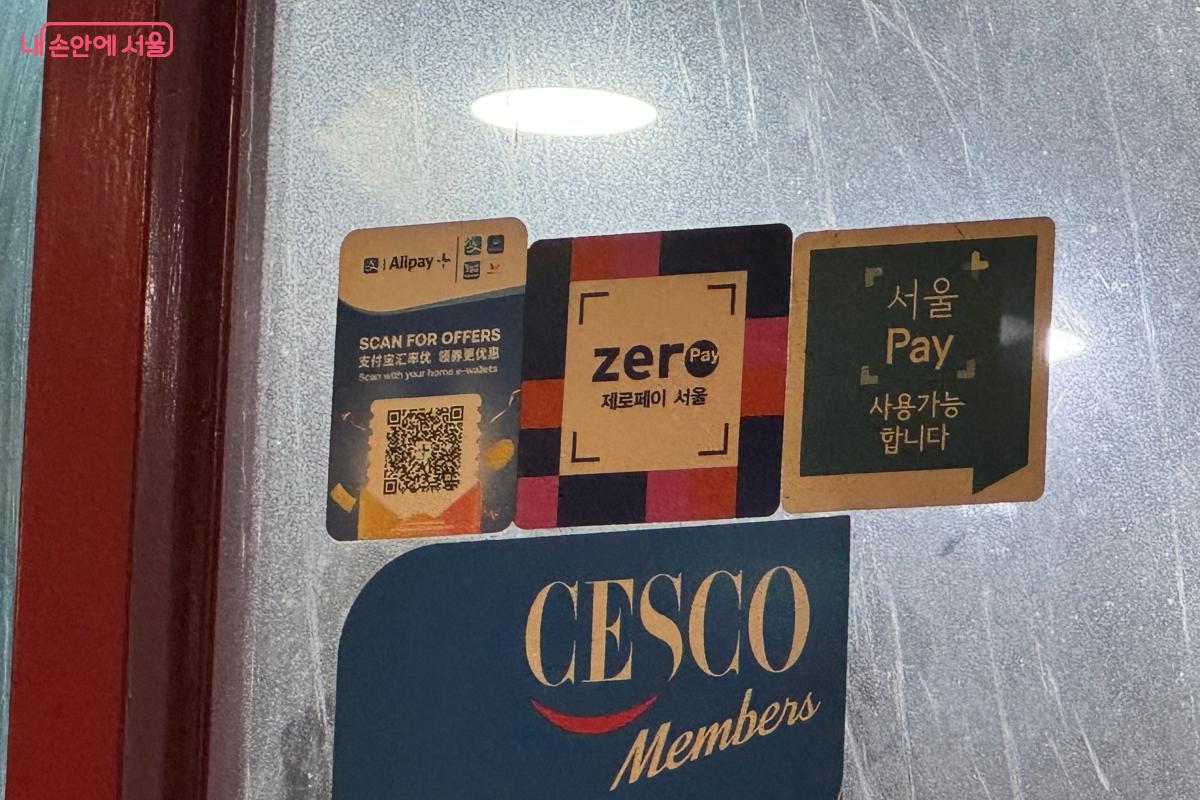 내 손안에 서울
Alipay+
SCAN FOR OFFERS
支付宝汇率优 领券更优惠
Scan with your home e-wallets
zero Pay
제로페이 서울
서울
Pay
사용가능
합니다
CESCO
Members